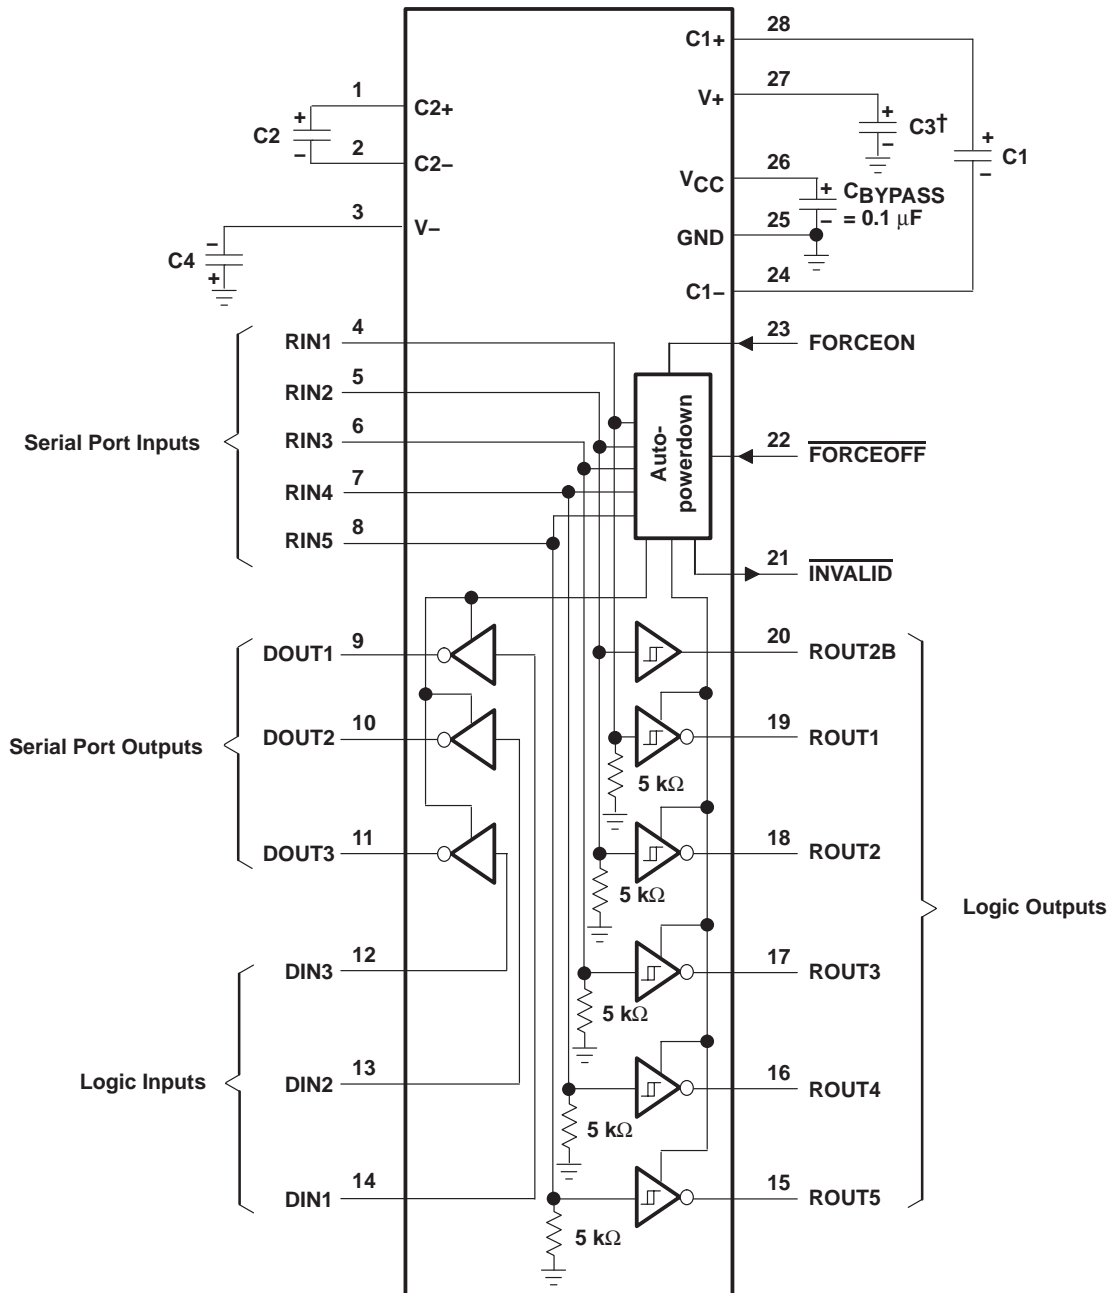 28
C1+
1
C2+
+
C2
−
2
C2−
27
V+
+
C3†
−
+
C1
−
26
VCC
+
CBYPASS
= 0.1 μF
−
25
GND
3
V−
−
C4
+
24
C1−
4
RIN1
23
FORCEON
5
RIN2
6
RIN3
Serial Port Inputs
7
RIN4
8
RIN5
Auto-
powerdown
22
F̅O̅R̅C̅E̅O̅F̅F̅
21
I̅N̅V̅A̅L̅I̅D̅
9
DOUT1
20
ROUT2B
10
DOUT2
Serial Port Outputs
19
ROUT1
5 kΩ
11
DOUT3
18
ROUT2
5 kΩ
Logic Outputs
12
DIN3
17
ROUT3
5 kΩ
Logic Inputs
13
DIN2
16
ROUT4
5 kΩ
14
DIN1
15
ROUT5
5 kΩ